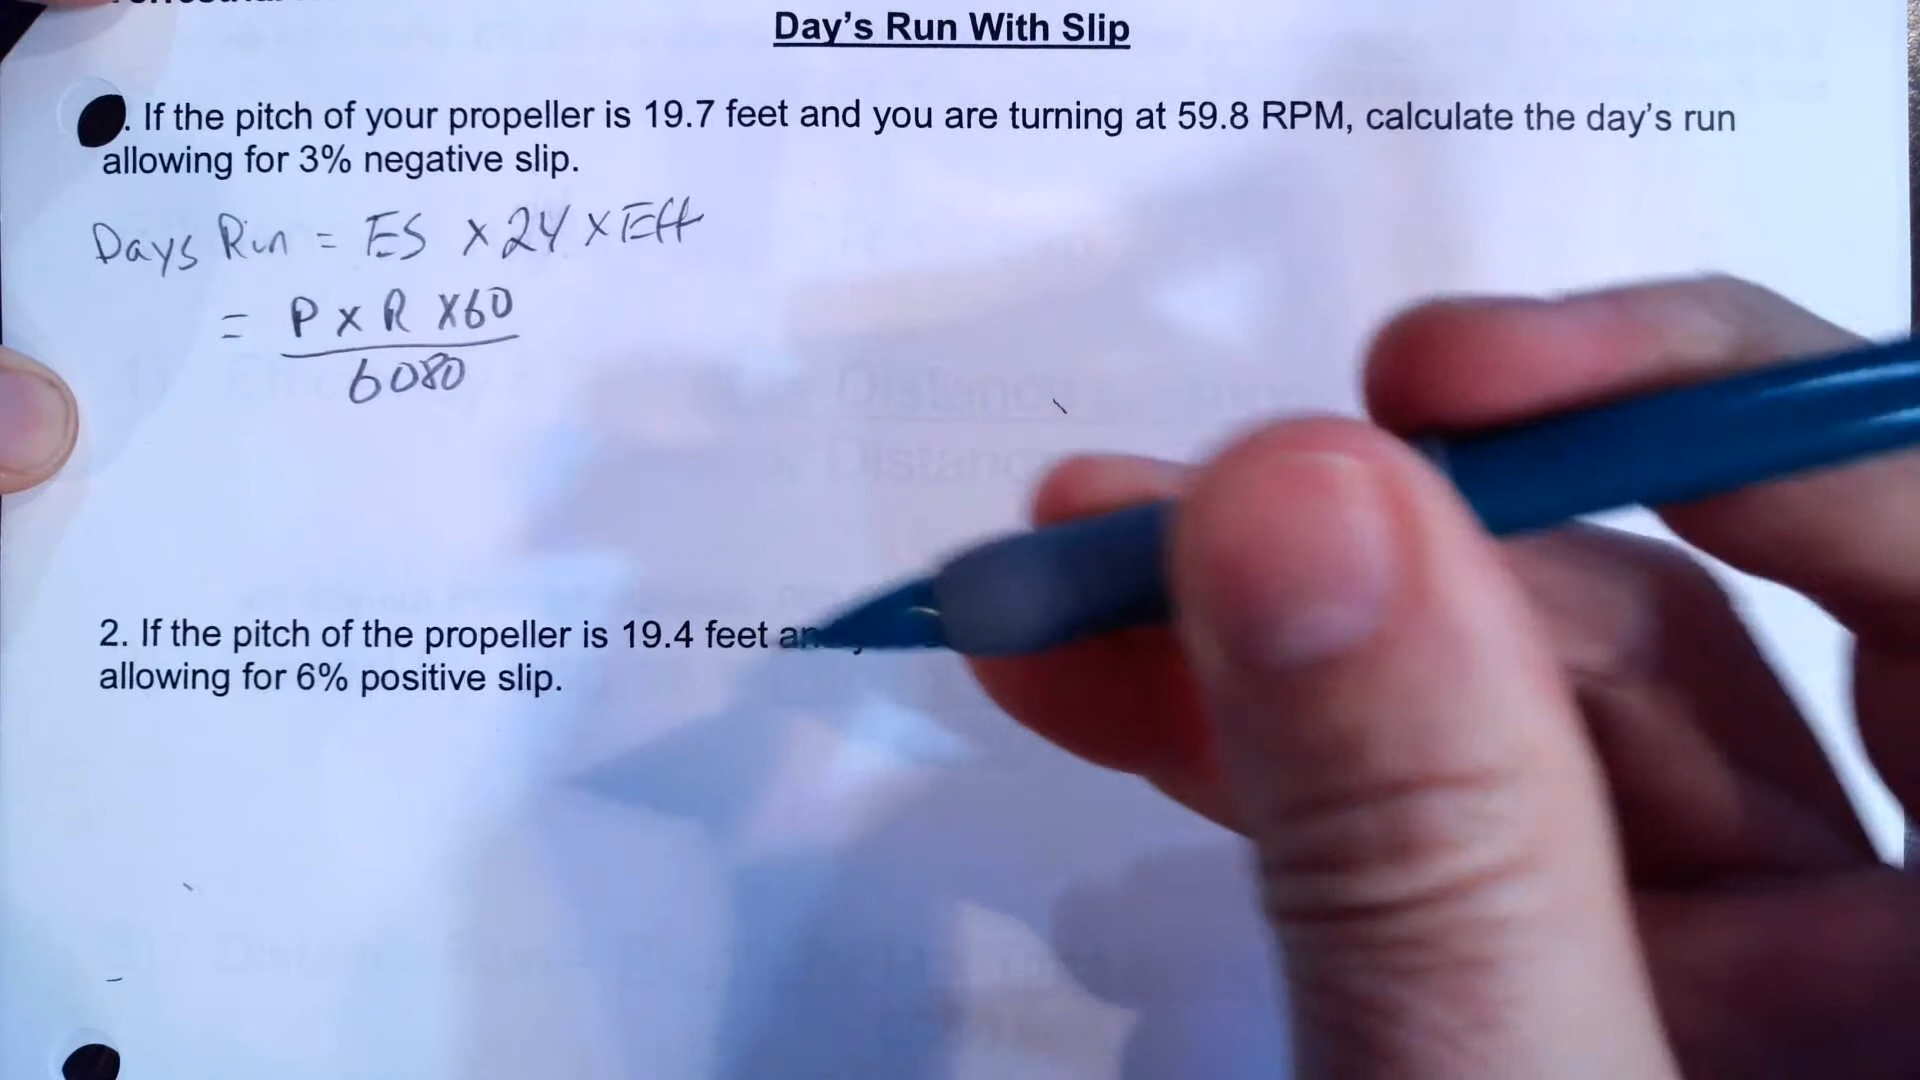 Day's Run With Slip
. If the pitch of your propeller is 19.7 feet and you are turning at 59.8 RPM, calculate the day's run
allowing for 3% negative slip.
Days Run = ES x 24 x Eff
= P x R x60
6080
2. If the pitch of the propeller is 19.4 feet
allowing for 6% positive slip.